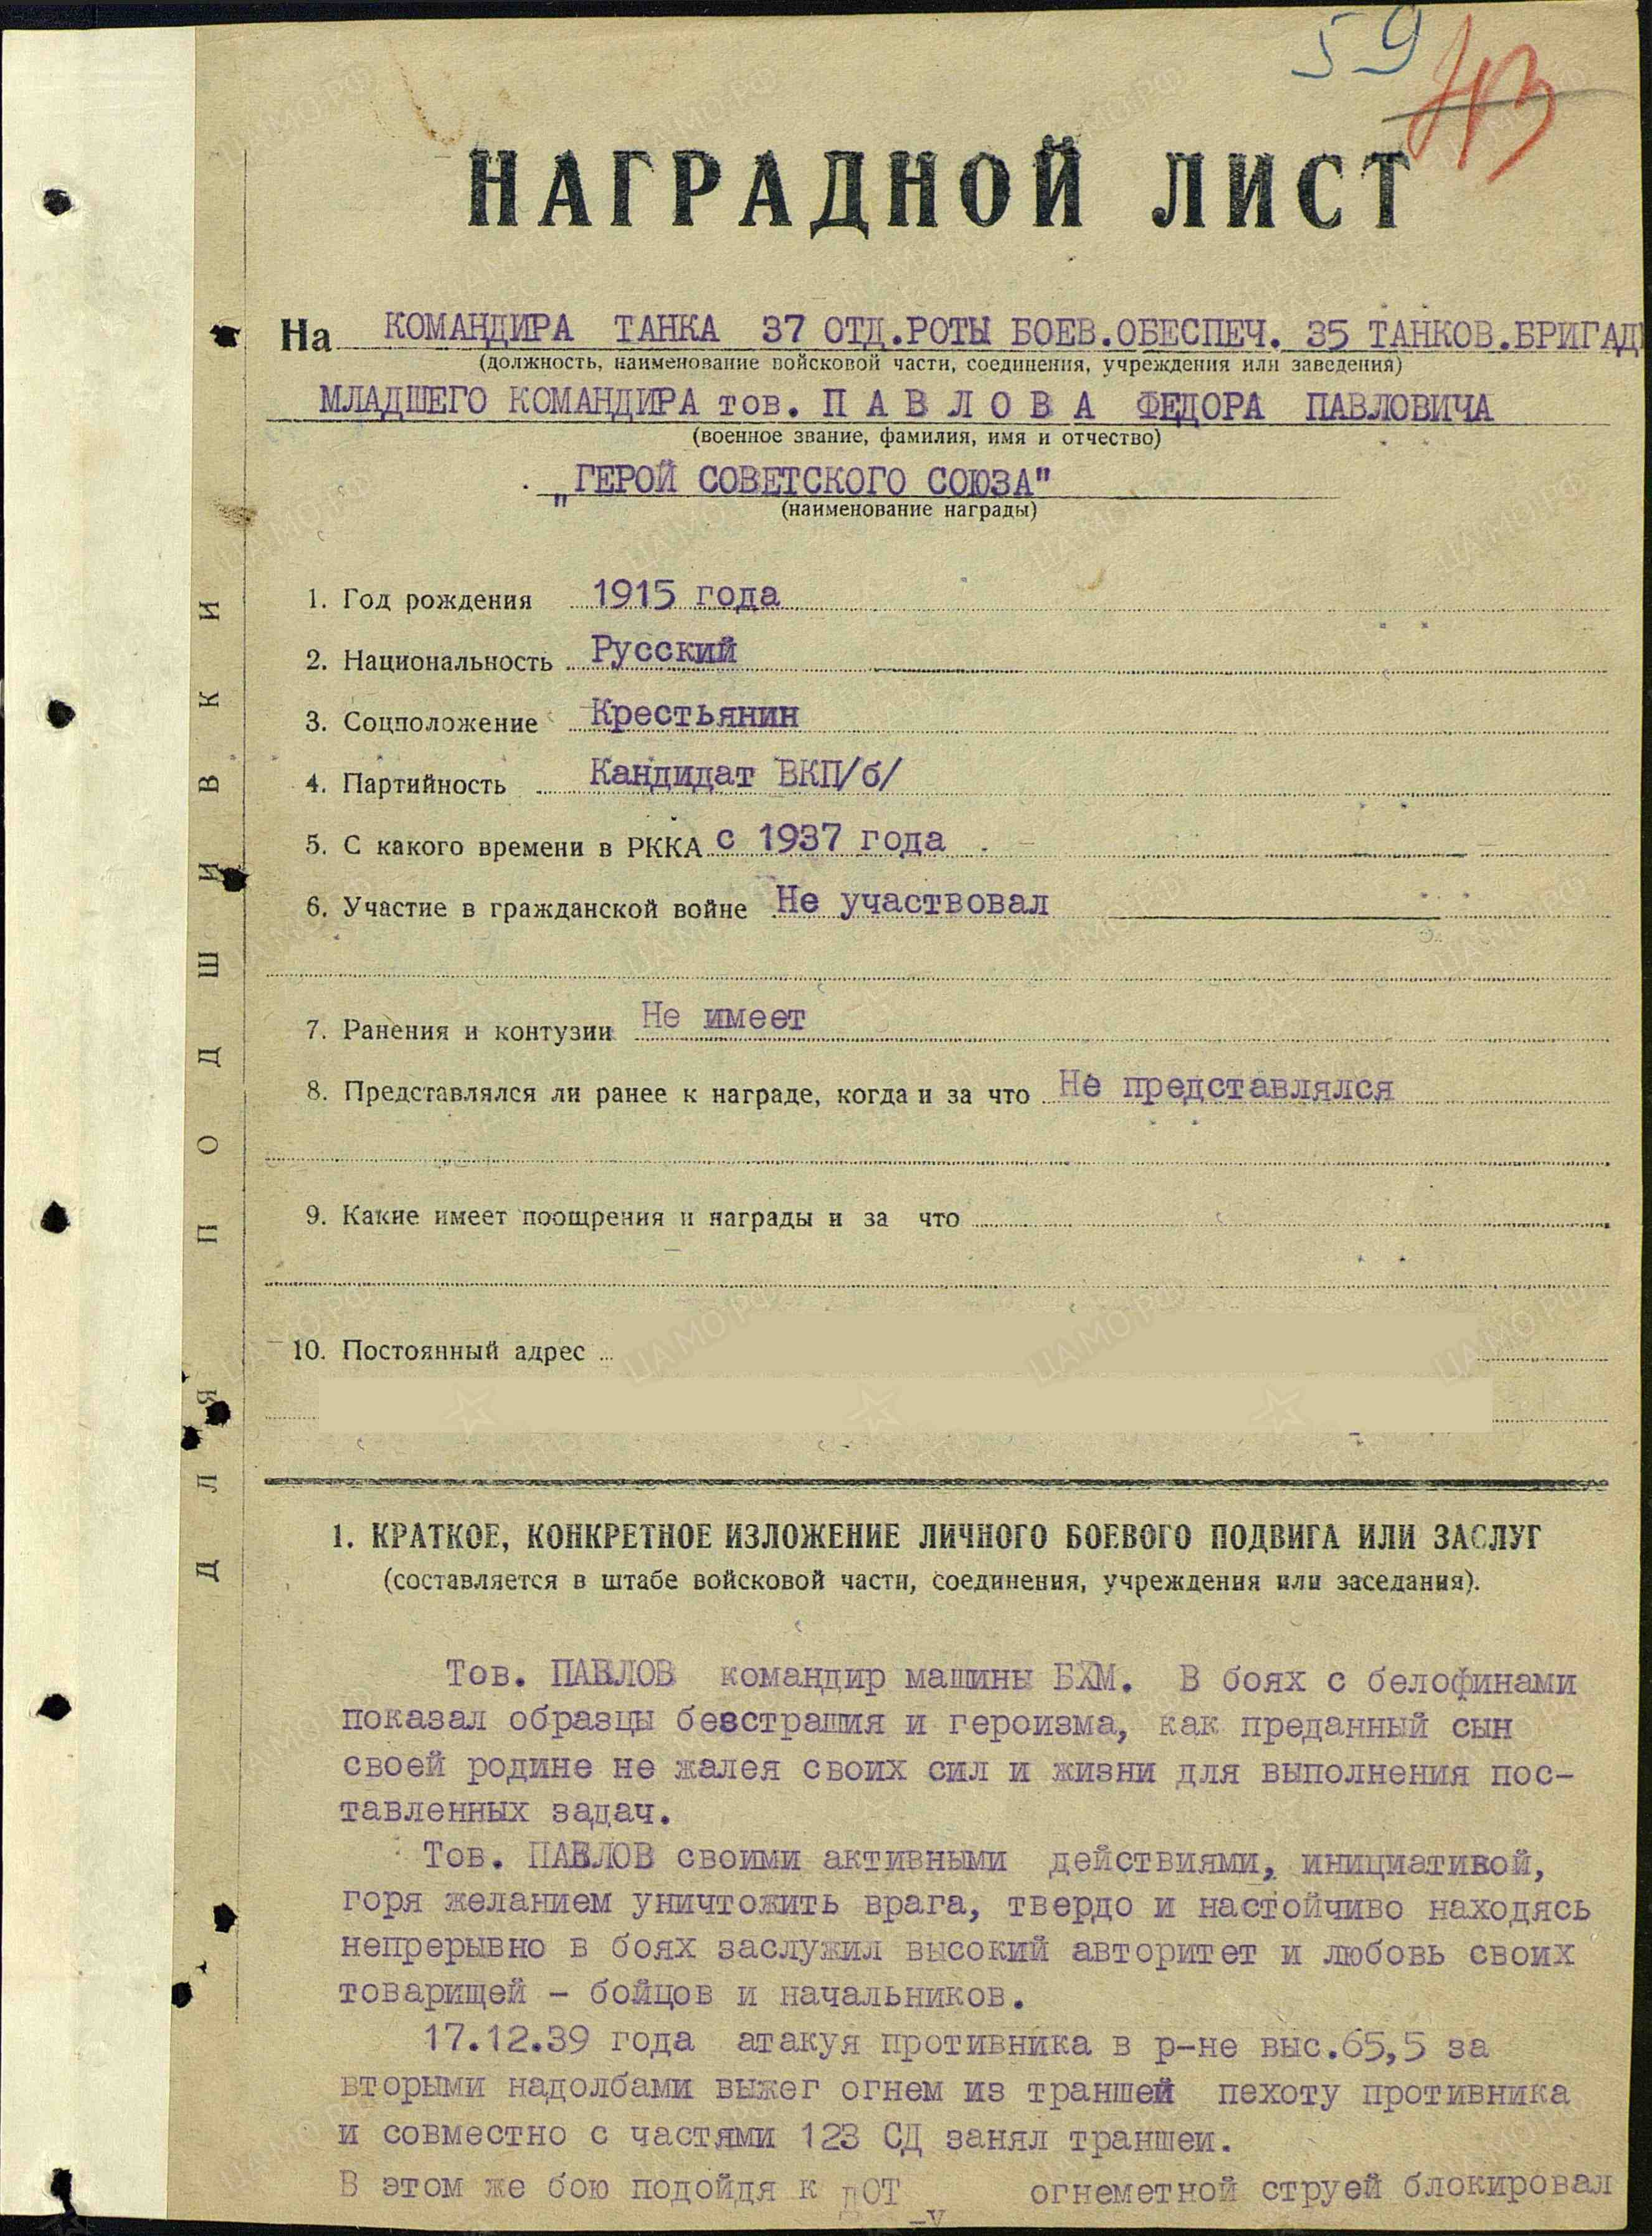 59
43
НАГРАДНОЙ ЛИСТ
На КОМАНДИРА ТАНКА 37 ОТД.РОТЫ БОЕВ.ОБЕСПЕЧ. 35 ТАНКОВ.БРИГАДЫ
(должность, наименование войсковой части, соединения, учреждения или заведения)
МЛАДШЕГО КОМАНДИРА тов. П А В Л О В А ФЕДОРА ПАВЛОВИЧА
(военное звание, фамилия, имя и отчество)
„ГЕРОЙ СОВЕТСКОГО СОЮЗА"
(наименование награды)
1. Год рождения 1915 года
2. Национальность Русский
3. Соцположение Крестьянин
4. Партийность Кандидат ВКП/б/
5. С какого времени в РККА с 1937 года
6. Участие в гражданской войне Не участвовал
7. Ранения и контузии Не имеет
8. Представлялся ли ранее к награде, когда и за что Не представлялся
9. Какие имеет поощрения и награды и за что
10. Постоянный адрес
ДЛЯ ПОДШИВКИ
1. КРАТКОЕ, КОНКРЕТНОЕ ИЗЛОЖЕНИЕ ЛИЧНОГО БОЕВОГО ПОДВИГА ИЛИ ЗАСЛУГ
(составляется в штабе войсковой части, соединения, учреждения или заседания).
Тов. ПАВЛОВ командир машины БХМ. В боях с белофинами
показал образцы безстрашия и героизма, как преданный сын
своей родине не жалея своих сил и жизни для выполнения пос-
тавленных задач.
Тов. ПАВЛОВ своими активными действиями, инициативой,
горя желанием уничтожить врага, твердо и настойчиво находясь
непрерывно в боях заслужил высокий авторитет и любовь своих
товарищей - бойцов и начальников.
17.12.39 года атакуя противника в р-не выс.65,5 за
вторыми надолбами выжег огнем из траншей пехоту противника
и совместно с частями 123 СД занял траншеи.
В этом же бою подойдя к ДОТ -у огнеметной струей блокировал
ЦАМО.РФ